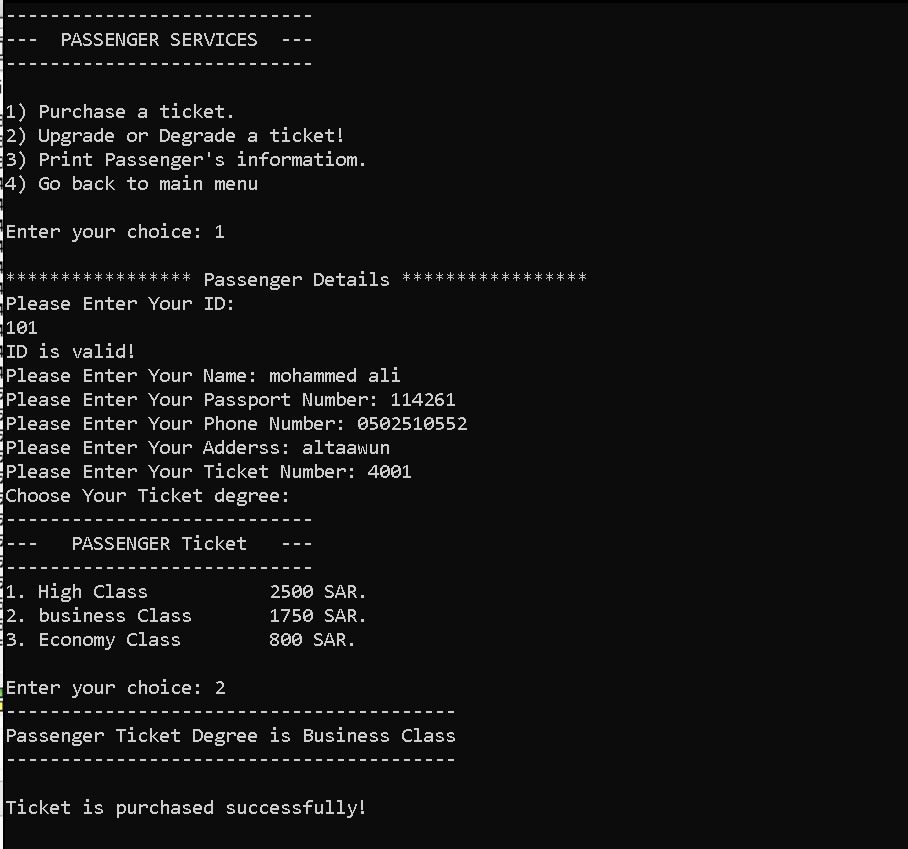 ----------------------------
---  PASSENGER SERVICES  ---
----------------------------
1) Purchase a ticket.
2) Upgrade or Degrade a ticket!
3) Print Passenger's informatiom.
4) Go back to main menu
Enter your choice: 1
***************** Passenger Details *****************
Please Enter Your ID:
101
ID is valid!
Please Enter Your Name: mohammed ali
Please Enter Your Passport Number: 114261
Please Enter Your Phone Number: 0502510552
Please Enter Your Adderss: altaawun
Please Enter Your Ticket Number: 4001
Choose Your Ticket degree:
----------------------------
---   PASSENGER Ticket   ---
----------------------------
1. High Class           2500 SAR.
2. business Class       1750 SAR.
3. Economy Class        800 SAR.
Enter your choice: 2
-----------------------------------------
Passenger Ticket Degree is Business Class
-----------------------------------------
Ticket is purchased successfully!